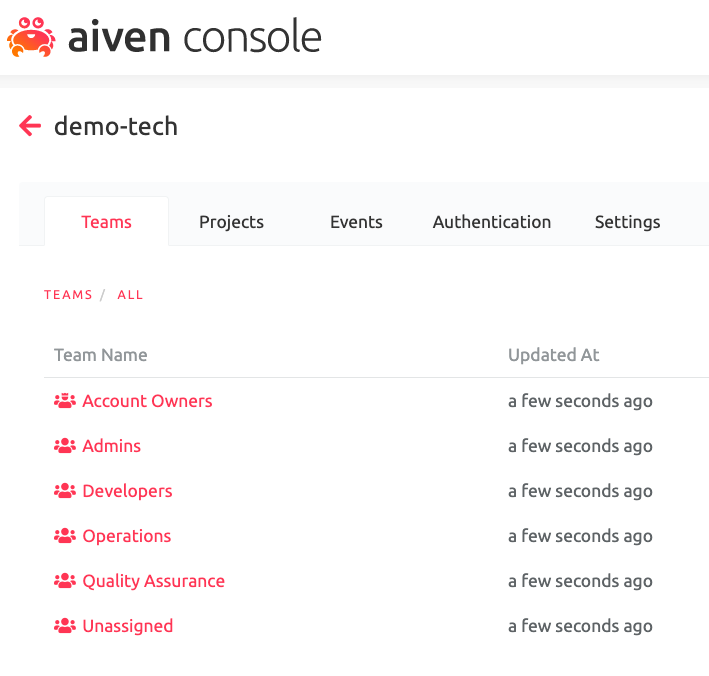 aiven console
demo-tech
Teams Projects Events Authentication Settings
TEAMS / ALL
Team Name Updated At
Account Owners a few seconds ago
Admins a few seconds ago
Developers a few seconds ago
Operations a few seconds ago
Quality Assurance a few seconds ago
Unassigned a few seconds ago